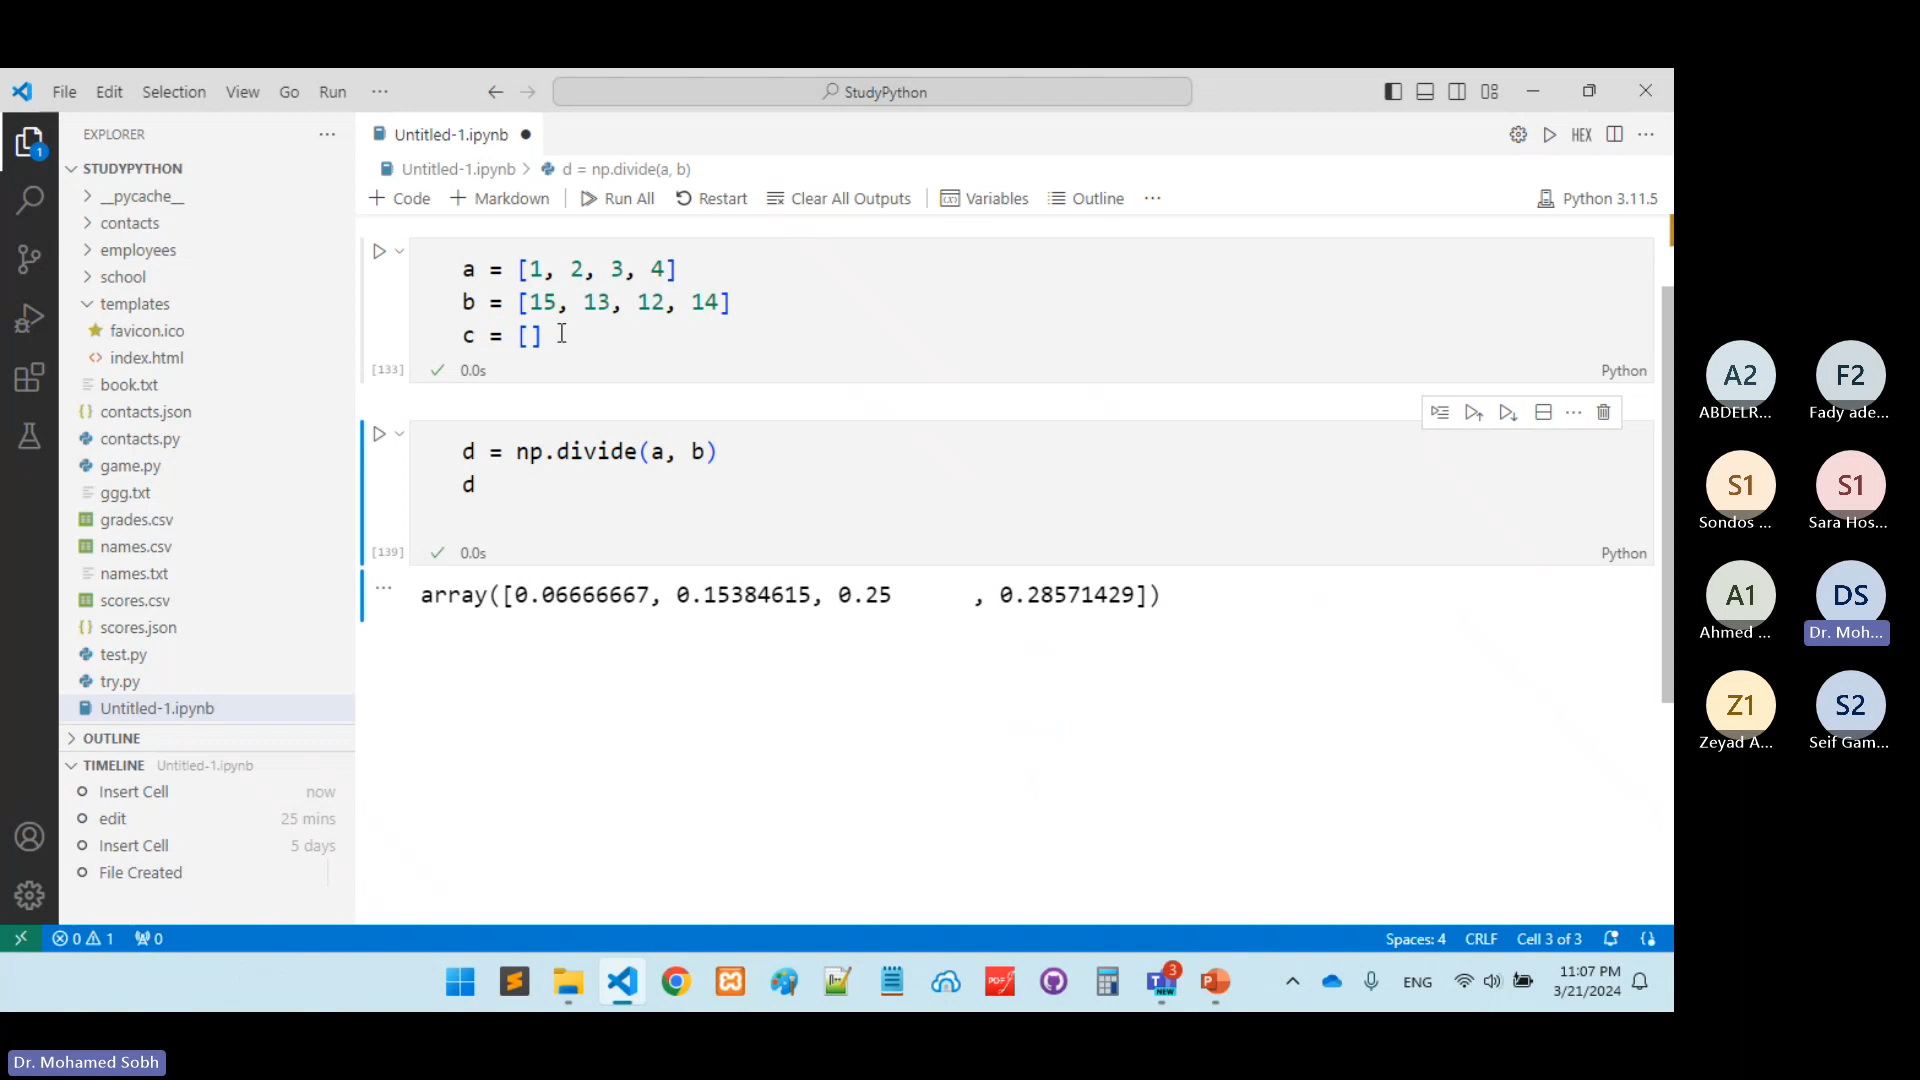 File Edit Selection View Go Run ···
StudyPython
EXPLORER
Untitled-1.ipynb
HEX
1
STUDYPYTHON
Untitled-1.ipynb > d = np.divide(a, b)
__pycache__
contacts
employees
school
templates
favicon.ico
index.html
book.txt
contacts.json
contacts.py
game.py
ggg.txt
grades.csv
names.csv
names.txt
scores.csv
scores.json
test.py
try.py
Untitled-1.ipynb
OUTLINE
TIMELINE Untitled-1.ipynb
Insert Cell now
edit 25 mins
Insert Cell 5 days
File Created
+ Code + Markdown Run All Restart Clear All Outputs Variables Outline ··· Python 3.11.5
a = [1, 2, 3, 4]
b = [15, 13, 12, 14]
c = []
[133] 0.0s Python
d = np.divide(a, b)
d
[139] 0.0s Python
array([0.06666667, 0.15384615, 0.25      , 0.28571429])
0 1 0
Spaces: 4 CRLF Cell 3 of 3
3
NEW
PDF
ENG
11:07 PM
3/21/2024
A2 F2
ABDELR... Fady ade...
S1 S1
Sondos ... Sara Hos...
A1 DS
Ahmed ... Dr. Moh...
Z1 S2
Zeyad A... Seif Gam...
Dr. Mohamed Sobh